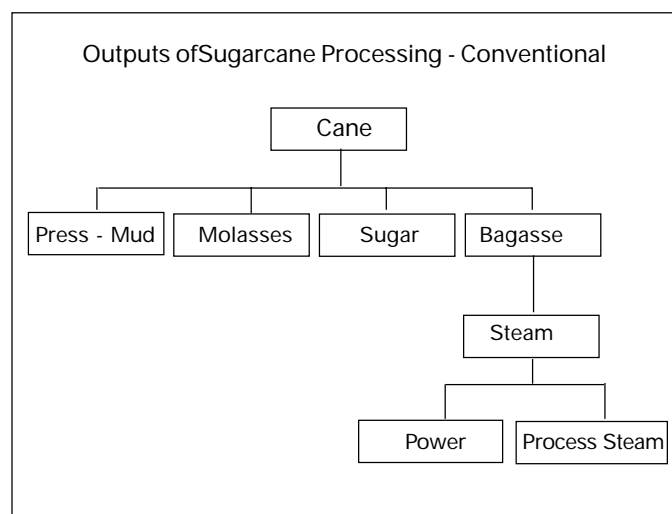 Outputs ofSugarcane Processing - Conventional
Cane
Press - Mud
Molasses
Sugar
Bagasse
Steam
Power
Process Steam